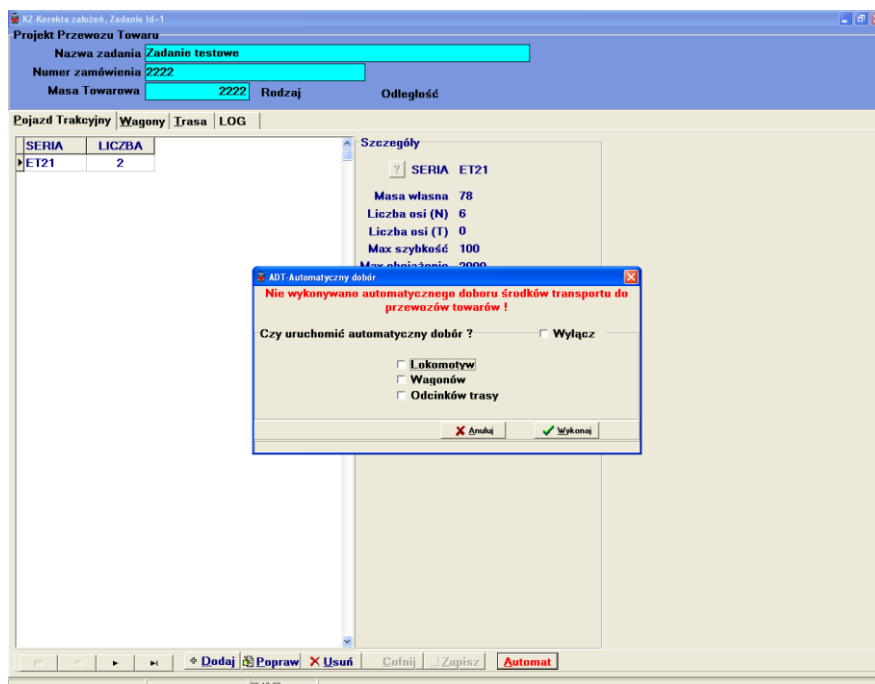 KZ-Korekta założeń, Zadanie Id-1
Projekt Przewozu Towaru
Nazwa zadania Zadanie testowe
Numer zamówienia 2222
Masa Towarowa 2222 Rodzaj Odległość
Pojazd Trakcyjny Wagony Trasa LOG
SERIA LICZBA
ET21 2
Szczegóły
? SERIA ET21
Masa własna 78
Liczba osi (N) 6
Liczba osi (T) 0
Max szybkość 100
Max obciążenie 2000
ADT-Automatyczny dobór
Nie wykonywano automatycznego doboru środków transportu do
przewozów towarów !
Czy uruchomić automatyczny dobór ? Wyłącz
Lokomotyw
Wagonów
Odcinków trasy
Anuluj Wykonaj
Dodaj Popraw Usuń Cofnij Zapisz Automat